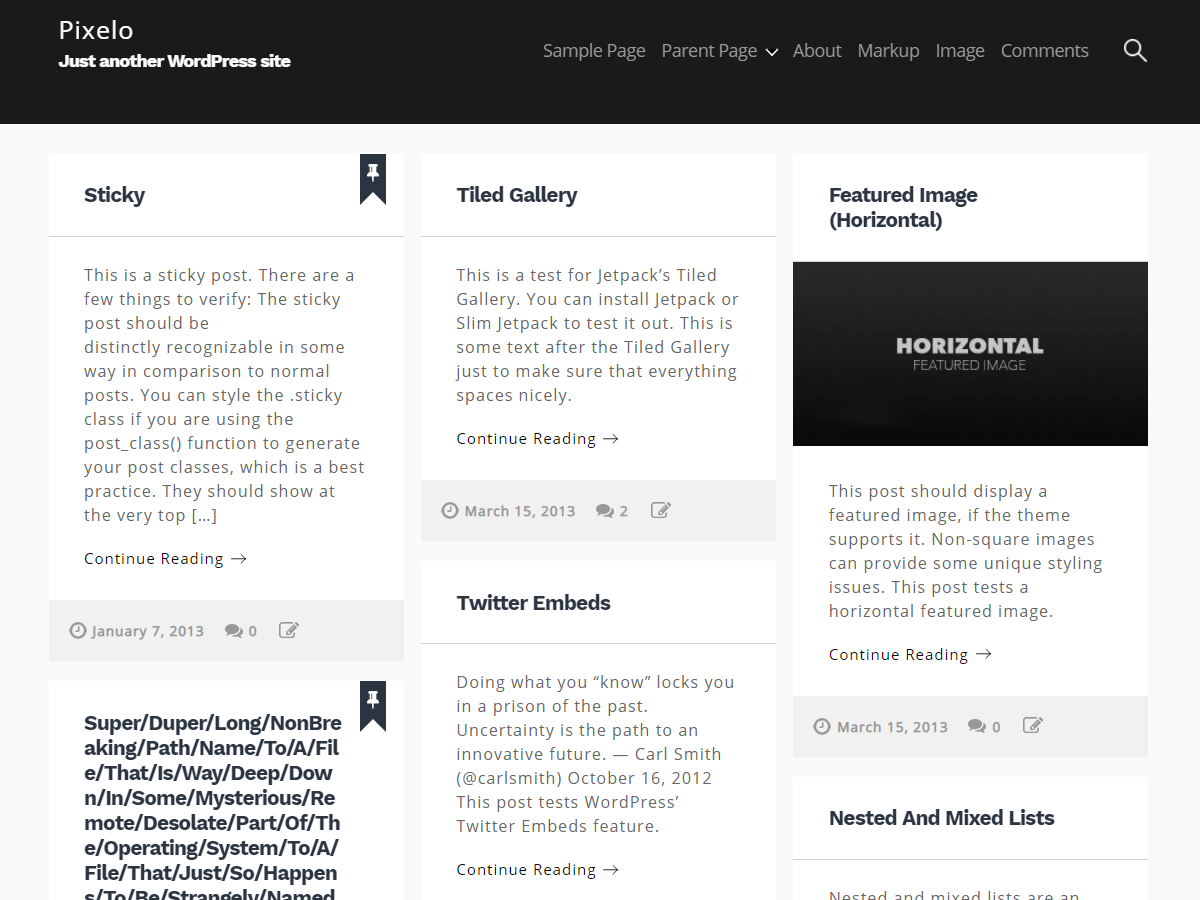 Pixelo
Just another WordPress site
Sample Page Parent Page About Markup Image Comments
Sticky
This is a sticky post. There are a
few things to verify: The sticky
post should be
distinctly recognizable in some
way in comparison to normal
posts. You can style the .sticky
class if you are using the
post_class() function to generate
your post classes, which is a best
practice. They should show at
the very top […]
Continue Reading
January 7, 2013 0
Super/Duper/Long/NonBre
aking/Path/Name/To/A/Fil
e/That/Is/Way/Deep/Dow
n/In/Some/Mysterious/Re
mote/Desolate/Part/Of/Th
e/Operating/System/To/A/
File/That/Just/So/Happen
s/To/Be/Strangely/Named
Tiled Gallery
This is a test for Jetpack’s Tiled
Gallery. You can install Jetpack or
Slim Jetpack to test it out. This is
some text after the Tiled Gallery
just to make sure that everything
spaces nicely.
Continue Reading
March 15, 2013 2
Twitter Embeds
Doing what you “know” locks you
in a prison of the past.
Uncertainty is the path to an
innovative future. — Carl Smith
(@carlsmith) October 16, 2012
This post tests WordPress’
Twitter Embeds feature.
Continue Reading
Featured Image
(Horizontal)
HORIZONTAL
FEATURED IMAGE
This post should display a
featured image, if the theme
supports it. Non-square images
can provide some unique styling
issues. This post tests a
horizontal featured image.
Continue Reading
March 15, 2013 0
Nested And Mixed Lists
Nested and mixed lists are an